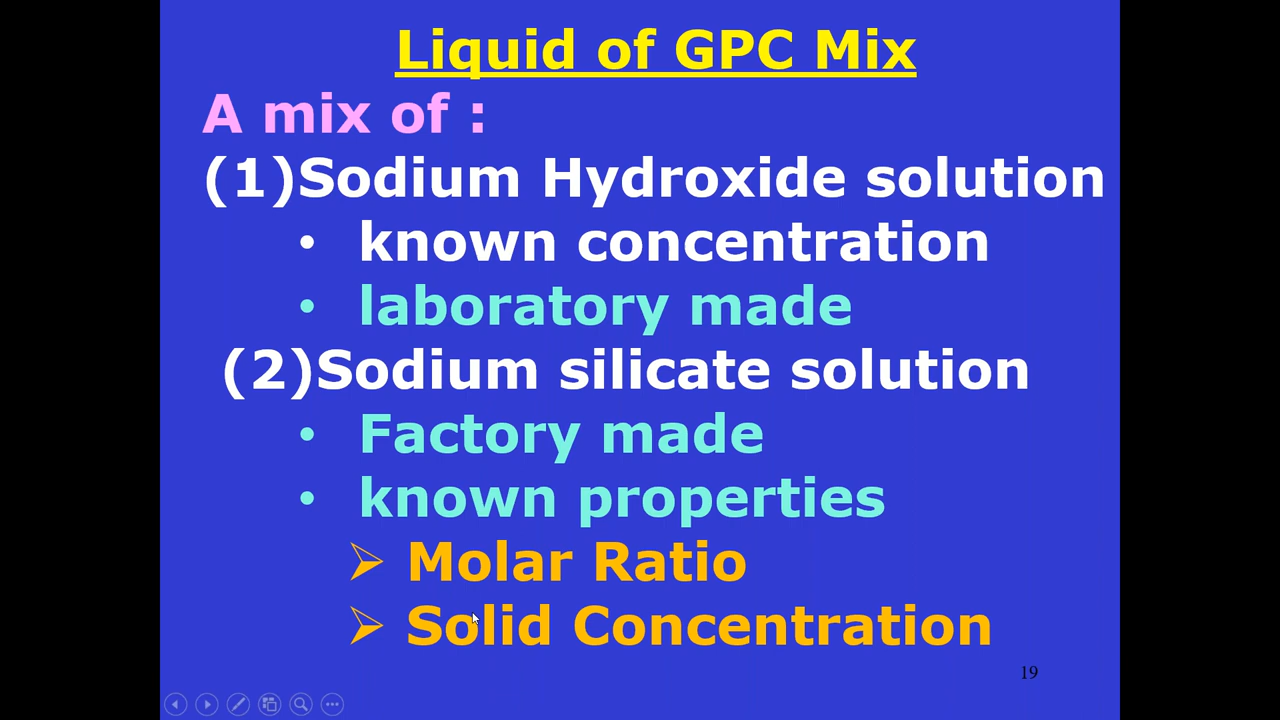 Liquid of GPC Mix
A mix of :
(1)Sodium Hydroxide solution
• known concentration
• laboratory made
(2)Sodium silicate solution
• Factory made
• known properties
➢ Molar Ratio
➢ Solid Concentration
19